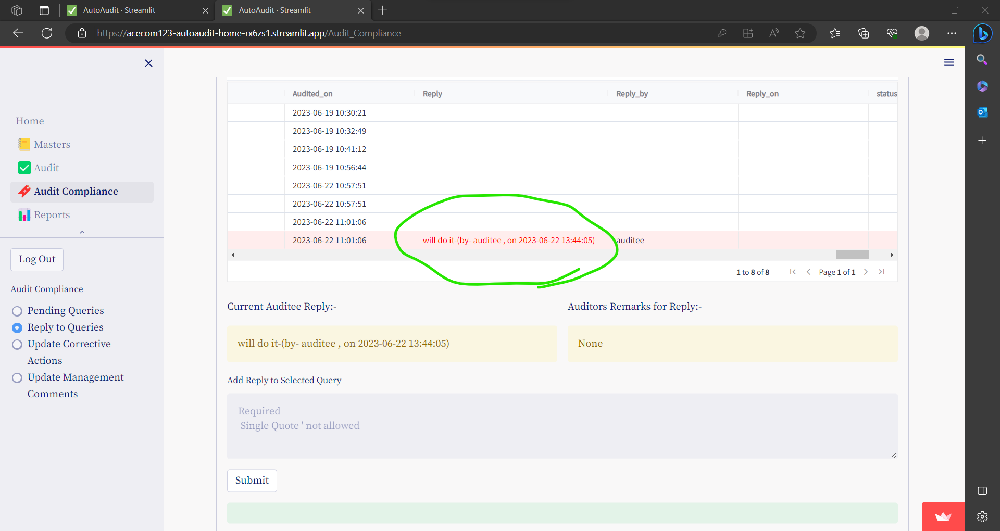 AutoAudit · Streamlit
AutoAudit · Streamlit
https://acecom123-autoaudit-home-rx6zs1.streamlit.app/Audit_Compliance
Home
Masters
Audit
Audit Compliance
Reports
Log Out
Audit Compliance
Pending Queries
Reply to Queries
Update Corrective
Actions
Update Management
Comments
Audited_on Reply Reply_by Reply_on status
2023-06-19 10:30:21
2023-06-19 10:32:49
2023-06-19 10:41:12
2023-06-19 10:56:44
2023-06-22 10:57:51
2023-06-22 10:57:51
2023-06-22 11:01:06
2023-06-22 11:01:06 will do it-(by- auditee , on 2023-06-22 13:44:05) auditee
1 to 8 of 8 Page 1 of 1
Current Auditee Reply:- Auditors Remarks for Reply:-
will do it-(by- auditee , on 2023-06-22 13:44:05) None
Add Reply to Selected Query
Required
Single Quote ' not allowed
Submit